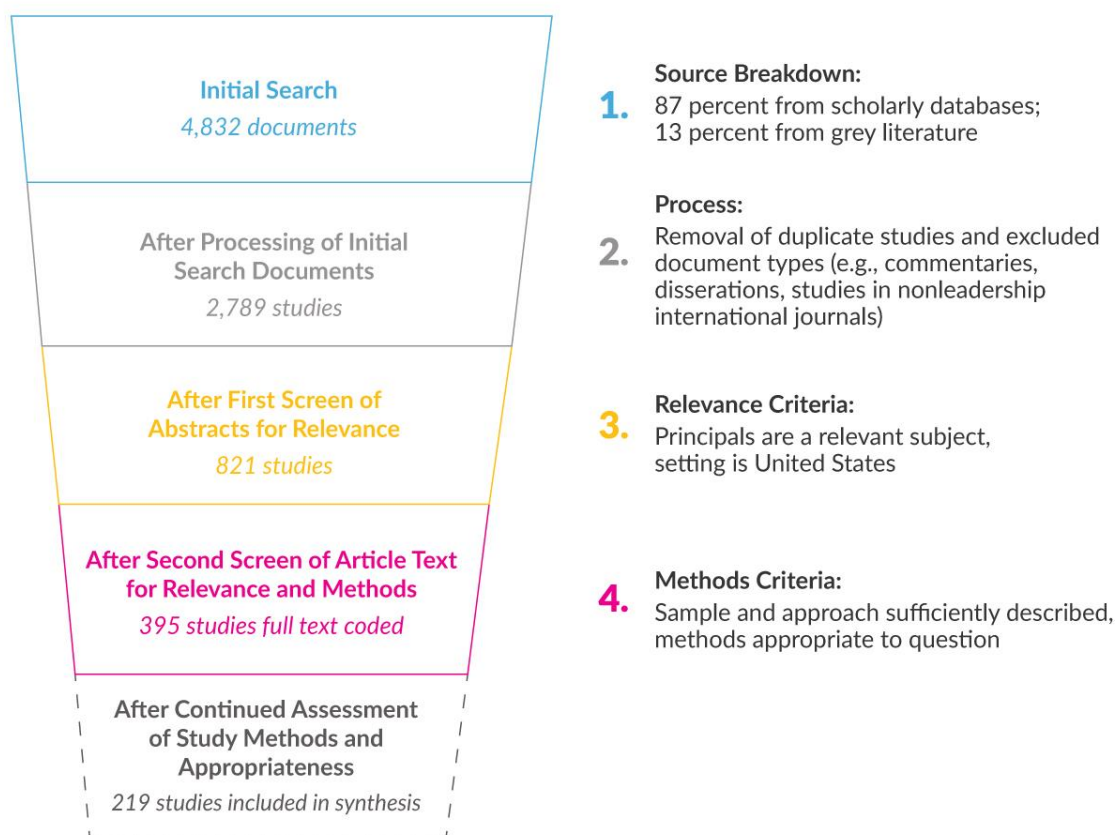 Initial Search
4,832 documents
1.
Source Breakdown:
87 percent from scholarly databases;
13 percent from grey literature
After Processing of Initial
Search Documents
2,789 studies
2.
Process:
Removal of duplicate studies and excluded
document types (e.g., commentaries,
disserations, studies in nonleadership
international journals)
After First Screen of
Abstracts for Relevance
821 studies
3.
Relevance Criteria:
Principals are a relevant subject,
setting is United States
After Second Screen of Article Text
for Relevance and Methods
395 studies full text coded
4.
Methods Criteria:
Sample and approach sufficiently described,
methods appropriate to question
After Continued Assessment
of Study Methods and
Appropriateness
219 studies included in synthesis